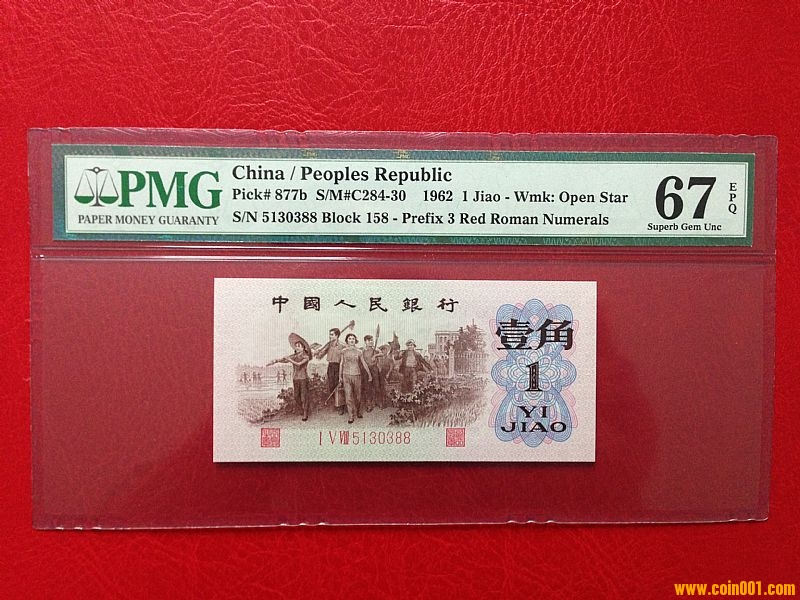 PMG
PAPER MONEY GUARANTY
China / Peoples Republic
Pick# 877b S/M#C284-30 1962 1 Jiao - Wmk: Open Star
S/N 5130388 Block 158 - Prefix 3 Red Roman Numerals
67
EPQ
Superb Gem Unc
中國人民銀行
壹角
1
YI
JIAO
I V VIII 5130388
www.coin001.com